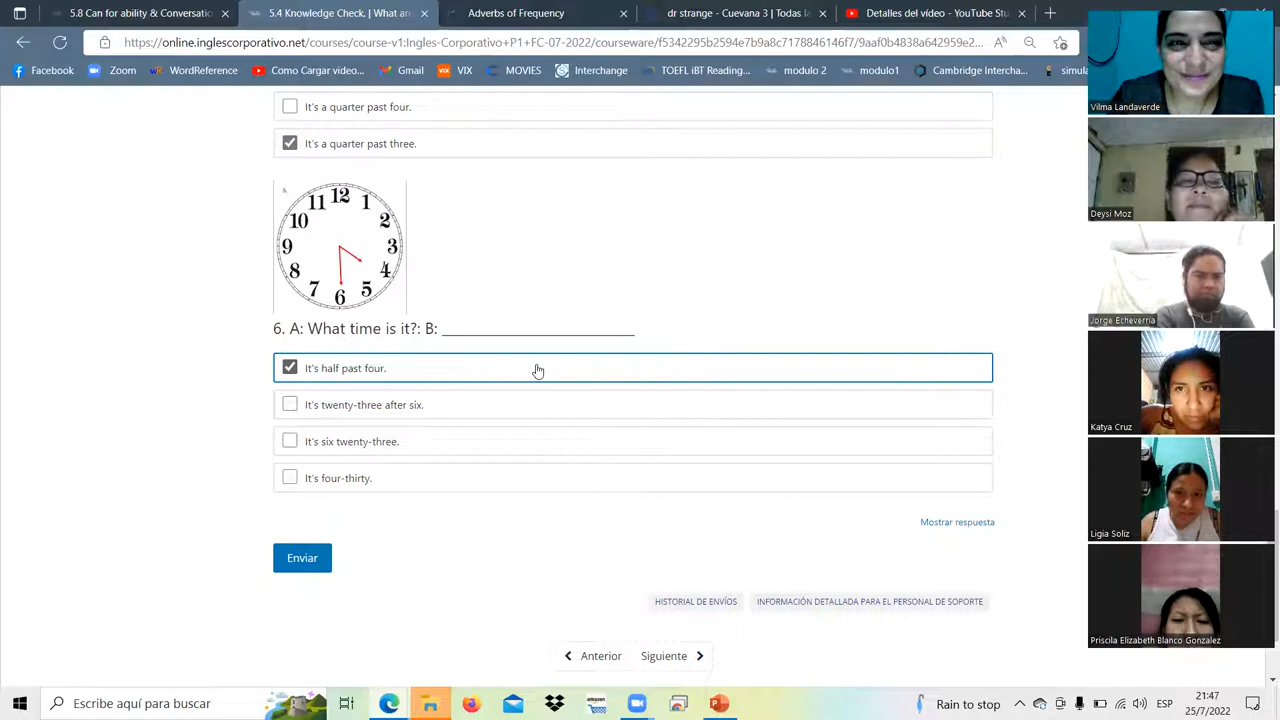 5.8 Can for ability &! Conversatio
5.4 Knowledge Check. | What are
Adverbs of Frequency
dr strange - Cuevana 3 | Todas la
Detalles del vídeo - YouTube Stu
https://online.inglescorporativo.net/courses/course-v1:Ingles-Corporativo P1+FC-07-2022/courseware/f5342295b2594e7b9a8c7178846146f7/9aaf0b4838a642959e2...
Facebook
Zoom
WordReference
Como Cargar video...
Gmail
VIX
MOVIES
Interchange
TOEFL iBT Reading...
modulo 2
modulo1
Cambridge Intercha...
simula
It's a quarter past four.
It's a quarter past three.
12
11
1
10
2
9
3
8
4
7
5
6
6. A: What time is it?: B: ____________________
It's half past four.
It's twenty-three after six.
It's six twenty-three.
It's four-thirty.
Mostrar respuesta
Enviar
HISTORIAL DE ENVÍOS
INFORMACIÓN DETALLADA PARA EL PERSONAL DE SOPORTE
Anterior
Siguiente
Vilma Landaverde
Deysi Moz
Jorge Echeverria
Katya Cruz
Ligia Soliz
Priscila Elizabeth Blanco Gonzalez
Escribe aquí para buscar
Rain to stop
ESP
21:47
25/7/2022